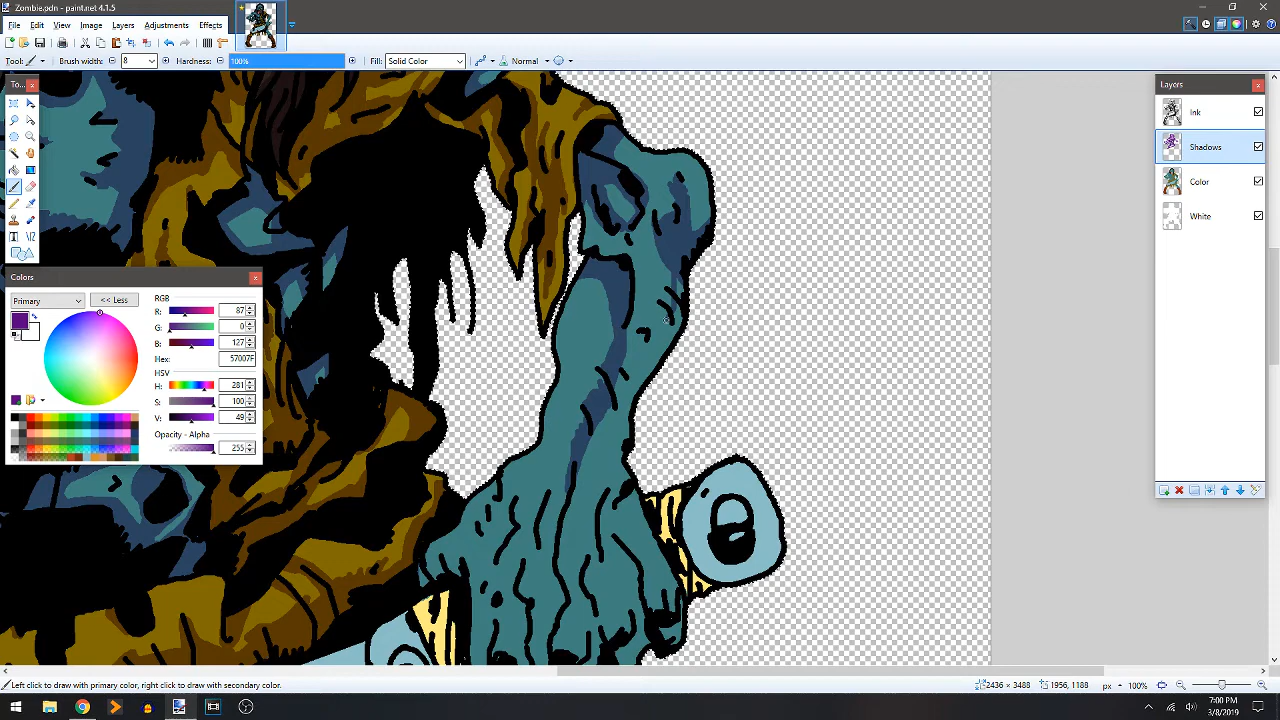 Zombie.pdn - paint.net 4.1.5
File Edit View Image Layers Adjustments Effects
Tool: Brush width: 8 Hardness: 100% Fill: Solid Color Normal
To...
Layers
Ink
Shadows
Color
White
Colors
Primary << Less
RGB
R: 87
G: 0
B: 127
Hex: 57007F
HSV
H: 281
S: 100
V: 49
Opacity - Alpha
255
Left click to draw with primary color, right click to draw with secondary color. 2436 × 3488 1956, 1188 px 100%
7:00 PM
3/8/2019